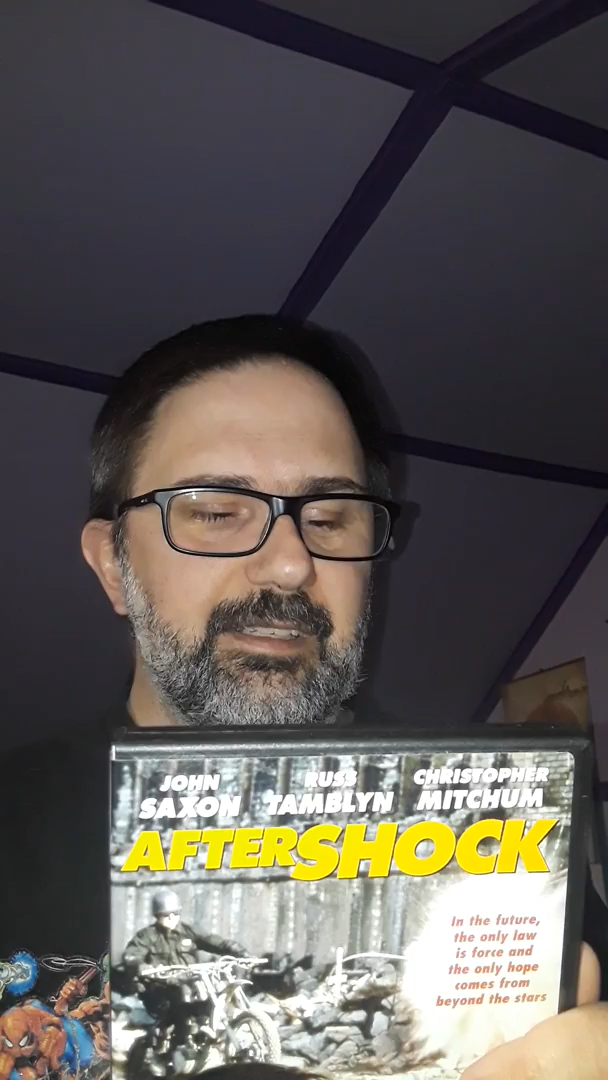 JOHN RUSS CHRISTOPHER
SAXON TAMBLYN MITCHUM
AFTERSHOCK
In the future,
the only law
is force and
the only hope
comes from
beyond the stars